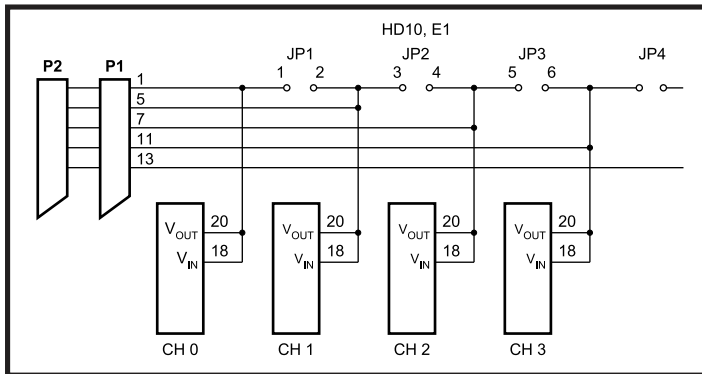 HD10, E1
P2 P1 JP1 JP2 JP3 JP4
1 1 2 3 4 5 6
5
7
11
13
20 20 20 20
VOUT VOUT VOUT VOUT
18 18 18 18
VIN VIN VIN VIN
CH 0 CH 1 CH 2 CH 3